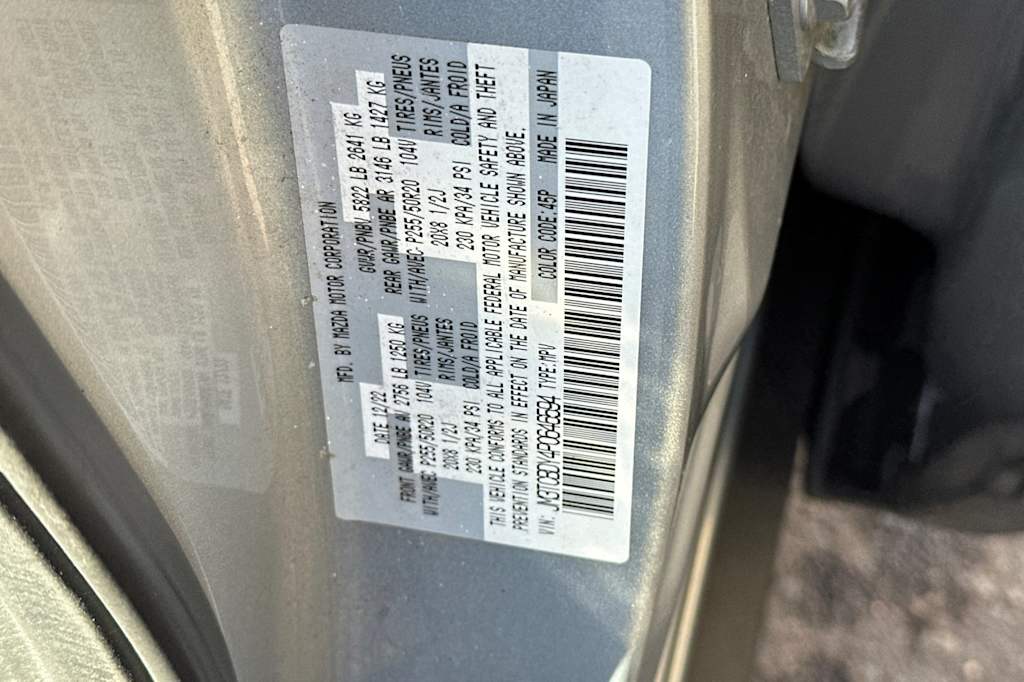 MFD. BY MAZDA MOTOR CORPORATION
DATE 12/22 GVWR/PNBV 5822 LB 2641 KG
FRONT GAWR/PNBE AV 2756 LB 1250 KG REAR GAWR/PNBE AR 3146 LB 1427 KG
WITH/AVEC P255/50R20 104V TIRES/PNEUS WITH/AVEC P255/50R20 104V TIRES/PNEUS
20X8 1/2J RIMS/JANTES 20X8 1/2J RIMS/JANTES
230 KPA/34 PSI COLD/A FROID 230 KPA/34 PSI COLD/A FROID
THIS VEHICLE CONFORMS TO ALL APPLICABLE FEDERAL MOTOR VEHICLE SAFETY AND THEFT
PREVENTION STANDARDS IN EFFECT ON THE DATE OF MANUFACTURE SHOWN ABOVE.
VIN: JM3TCBDY4P0646594 TYPE:MPV COLOR CODE:45P MADE IN JAPAN